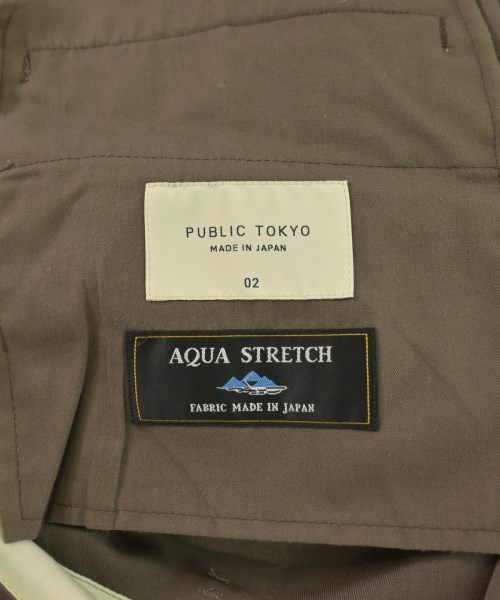 PUBLIC TOKYO
MADE IN JAPAN
02
AQUA STRETCH
FABRIC MADE IN JAPAN